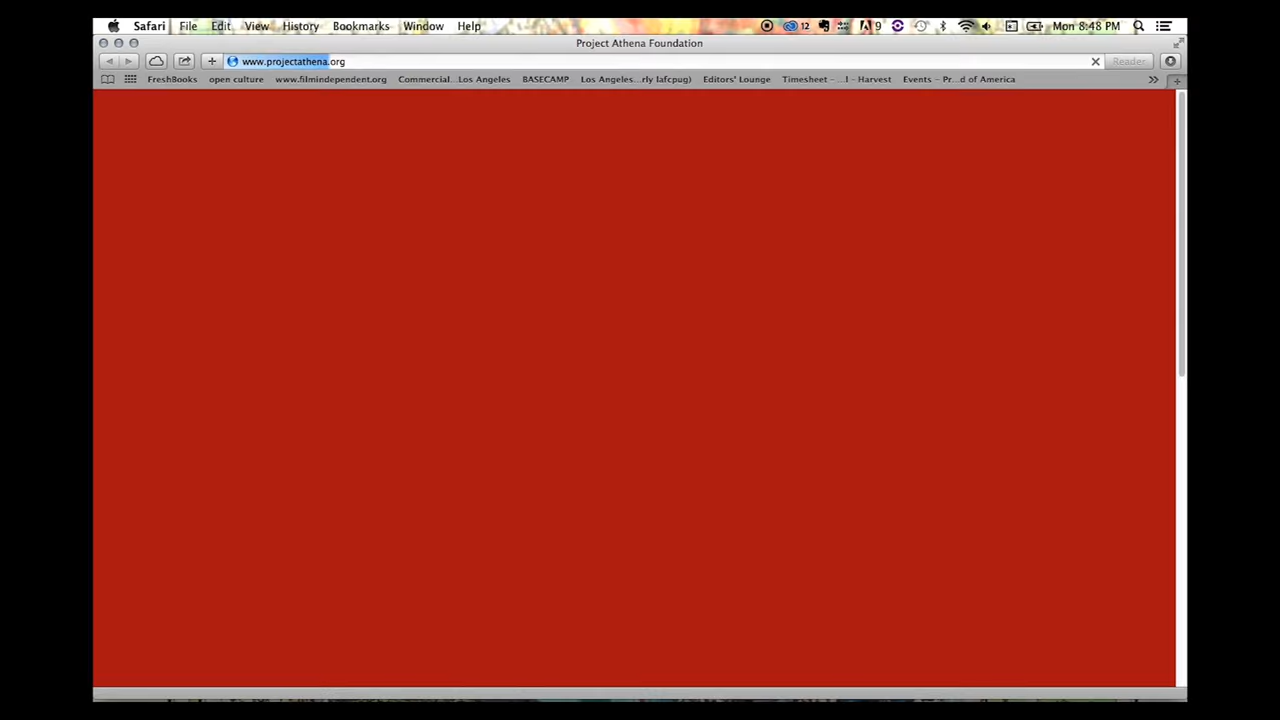 Safari File Edit View History Bookmarks Window Help 12 9 Mon 8:48 PM
Project Athena Foundation
www.projectathena.org Reader
FreshBooks open culture www.filmindependent.org Commercial...Los Angeles BASECAMP Los Angeles...rly lafcpug) Editors' Lounge Timesheet – ...l – Harvest Events – Pr...d of America